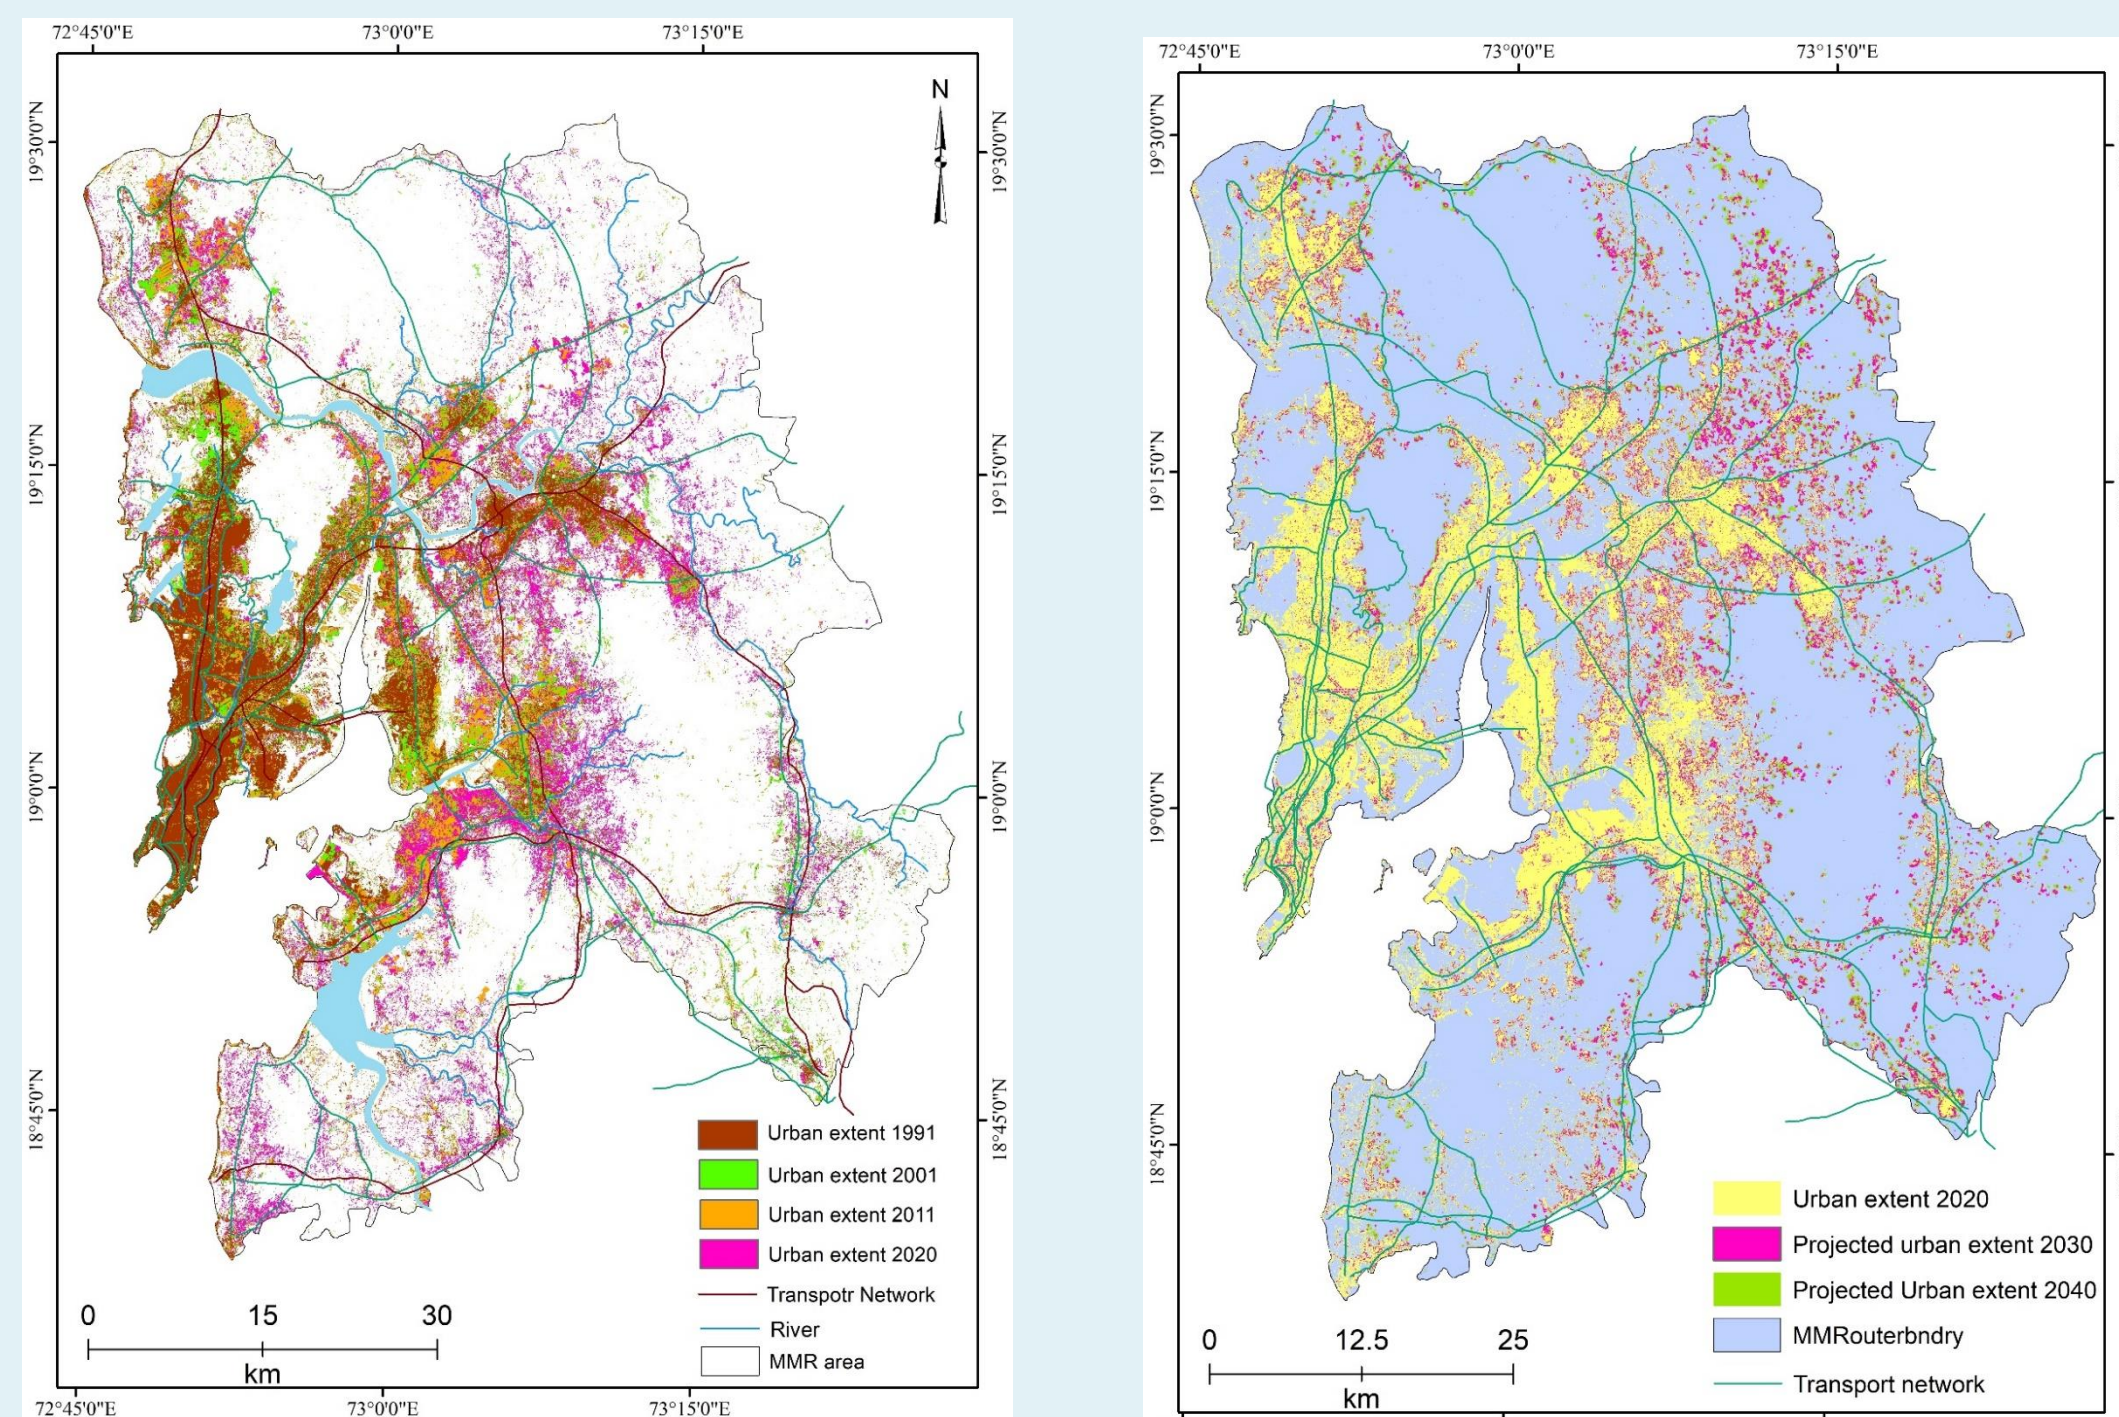 72°45'0"E 73°0'0"E 73°15'0"E
19°30'0"N
19°15'0"N
19°0'0"N
18°45'0"N
N
19°30'0"N
19°15'0"N
19°0'0"N
18°45'0"N
Urban extent 1991
Urban extent 2001
Urban extent 2011
Urban extent 2020
Transpotr Network
River
MMR area
0 15 30
km
72°45'0"E 73°0'0"E 73°15'0"E
72°45'0"E 73°0'0"E 73°15'0"E
19°30'0"N
19°15'0"N
19°0'0"N
18°45'0"N
Urban extent 2020
Projected urban extent 2030
Projected Urban extent 2040
MMRouterbndry
Transport network
0 12.5 25
km